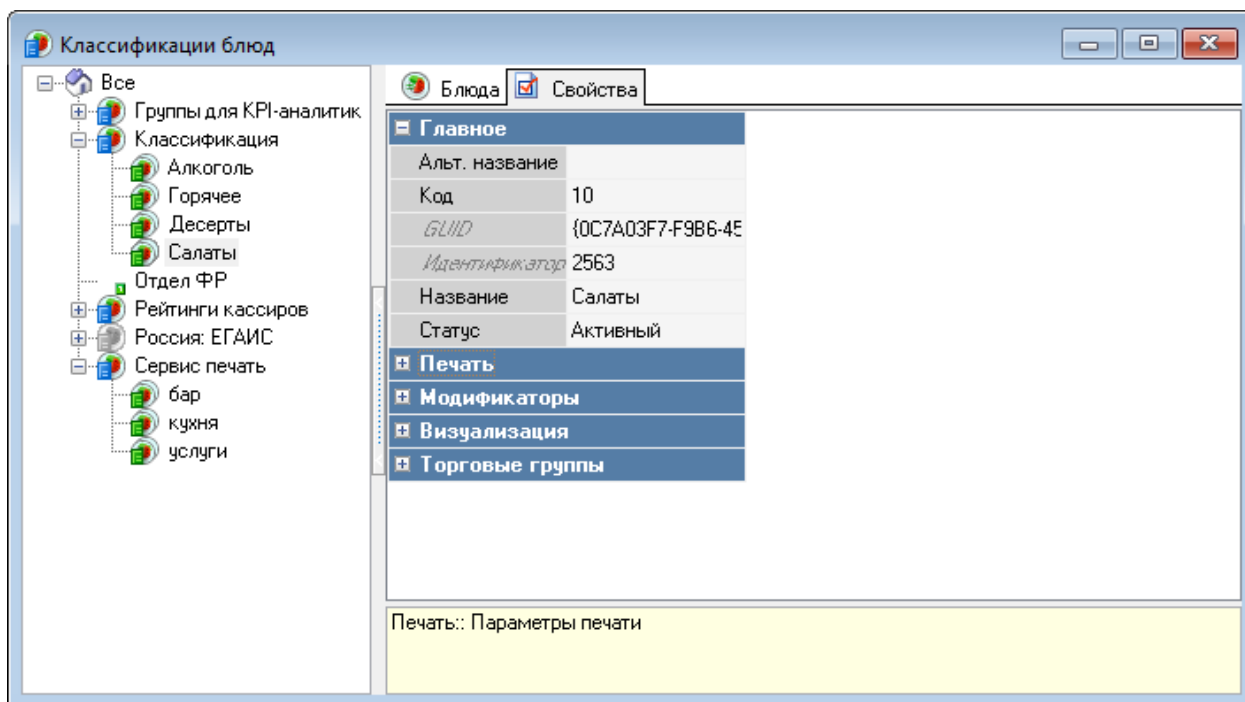 Классификации блюд
Все
Группы для KPI-аналитик
Классификация
Алкоголь
Горячее
Десерты
Салаты
Отдел ФР
Рейтинги кассиров
Россия: ЕГАИС
Сервис печать
бар
кухня
услуги
Блюда Свойства
Главное
Альт. название
Код 10
GUID {0C7A03F7-F9B6-45
Идентификатор 2563
Название Салаты
Статус Активный
Печать
Модификаторы
Визуализация
Торговые группы
Печать:: Параметры печати